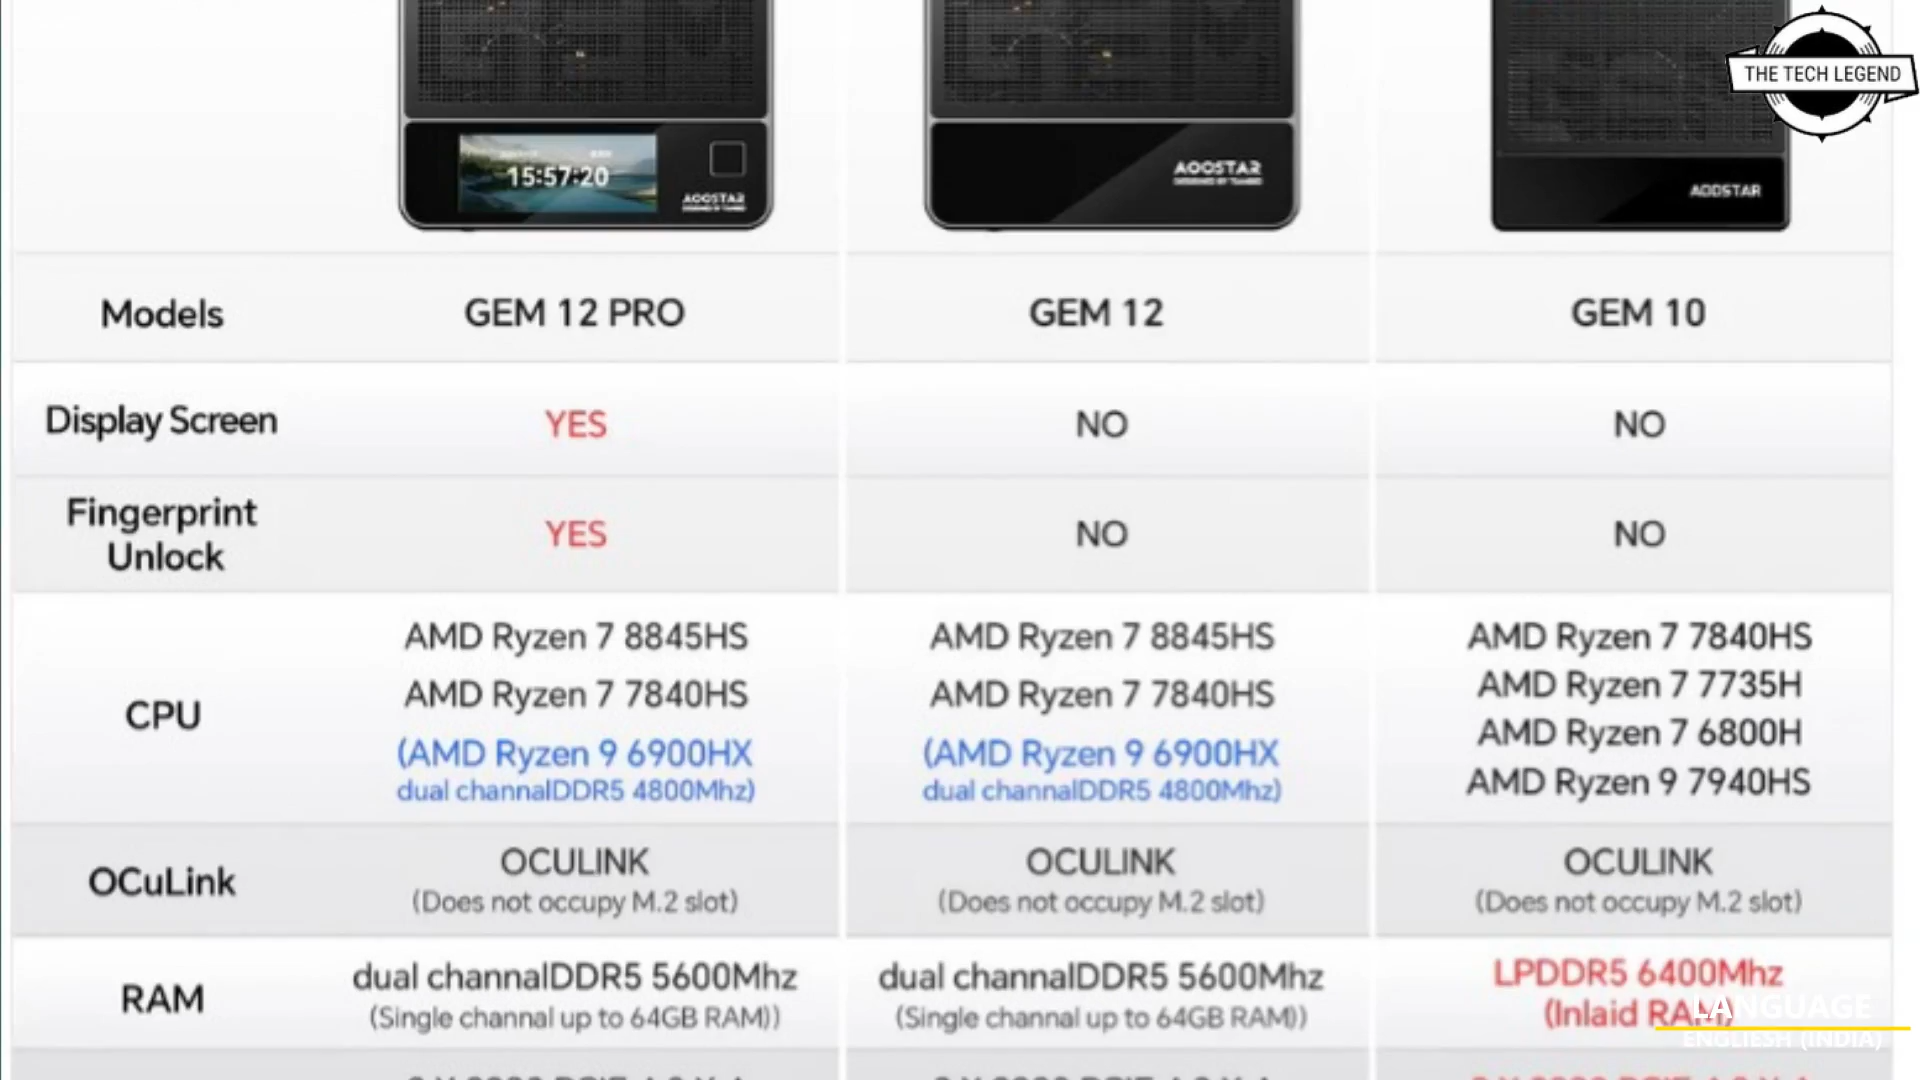 THE TECH LEGEND
15:57:20
AOOSTAR
AOOSTAR
AOOSTAR
Models GEM 12 PRO GEM 12 GEM 10
Display Screen YES NO NO
Fingerprint Unlock YES NO NO
CPU
AMD Ryzen 7 8845HS
AMD Ryzen 7 7840HS
(AMD Ryzen 9 6900HX
dual channalDDR5 4800Mhz)
AMD Ryzen 7 8845HS
AMD Ryzen 7 7840HS
(AMD Ryzen 9 6900HX
dual channalDDR5 4800Mhz)
AMD Ryzen 7 7840HS
AMD Ryzen 7 7735H
AMD Ryzen 7 6800H
AMD Ryzen 9 7940HS
OCuLink
OCULINK
(Does not occupy M.2 slot)
OCULINK
(Does not occupy M.2 slot)
OCULINK
(Does not occupy M.2 slot)
RAM
dual channalDDR5 5600Mhz
(Single channal up to 64GB RAM))
dual channalDDR5 5600Mhz
(Single channal up to 64GB RAM))
LPDDR5 6400Mhz
(Inlaid RAM)
LANGUAGE
ENGLIESH (INDIA)